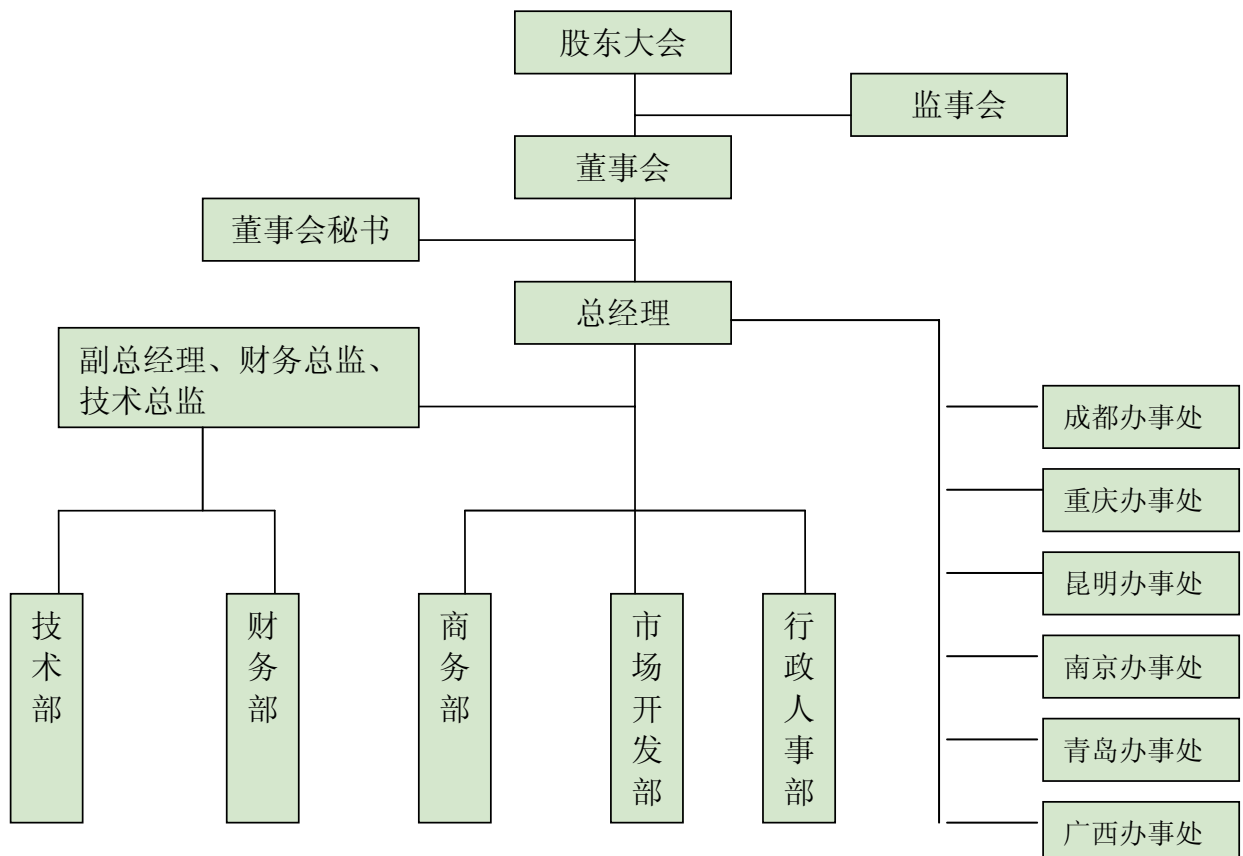 股东大会
监事会
董事会
董事会秘书
总经理
副总经理、财务总监、
技术总监
成都办事处
重庆办事处
昆明办事处
南京办事处
青岛办事处
广西办事处
技术部
财务部
商务部
市场开发部
行政人事部